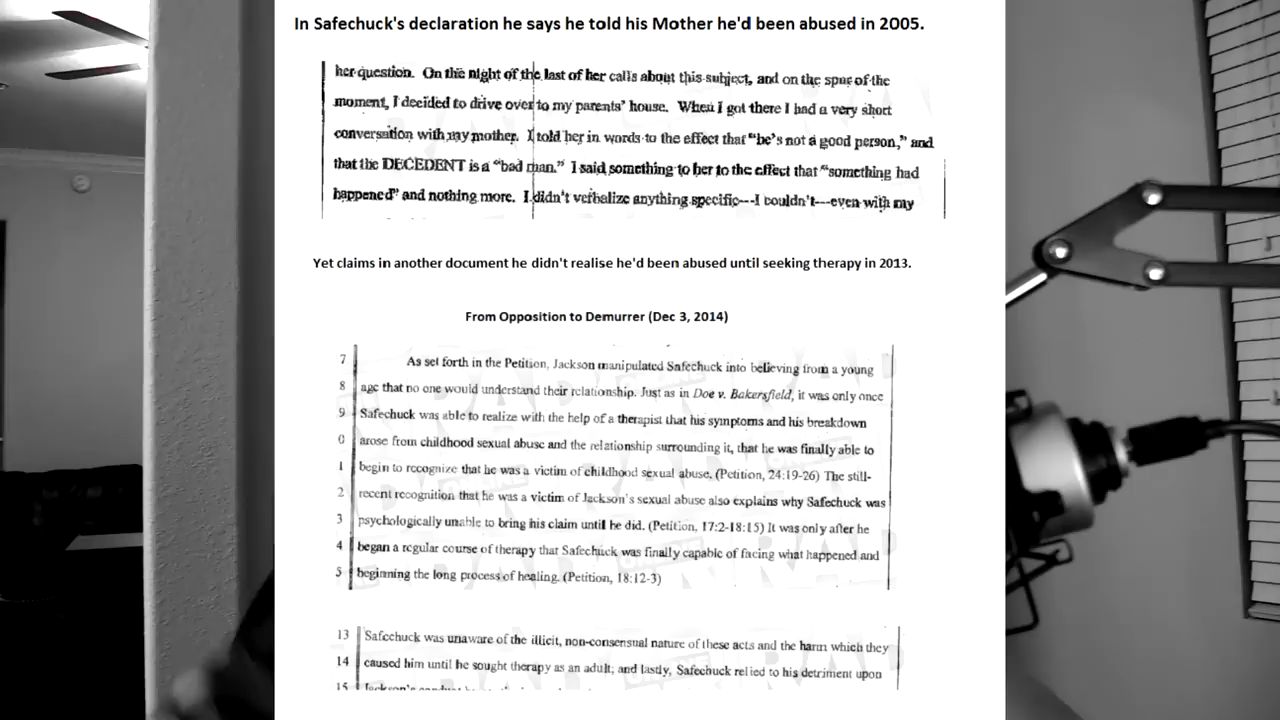 In Safechuck's declaration he says he told his Mother he'd been abused in 2005.
her question. On the night of the last of her calls about this subject, and on the spur of the
moment, I decided to drive over to my parents' house. When I got there I had a very short
conversation with my mother. I told her in words to the effect that "he's not a good person," and
that the DECEDENT is a "bad man." I said something to her to the effect that "something had
happened" and nothing more. I didn't verbalize anything specific---I couldn't---even with my
Yet claims in another document he didn't realise he'd been abused until seeking therapy in 2013.
From Opposition to Demurrer (Dec 3, 2014)
7 As set forth in the Petition, Jackson manipulated Safechuck into believing from a young
8 age that no one would understand their relationship. Just as in Doe v. Bakersfield, it was only once
9 Safechuck was able to realize with the help of a therapist that his symptoms and his breakdown
0 arose from childhood sexual abuse and the relationship surrounding it, that he was finally able to
1 begin to recognize that he was a victim of childhood sexual abuse. (Petition, 24:19-26) The still-
2 recent recognition that he was a victim of Jackson's sexual abuse also explains why Safechuck was
3 psychologically unable to bring his claim until he did. (Petition, 17:2-18:15) It was only after he
4 began a regular course of therapy that Safechuck was finally capable of facing what happened and
5 beginning the long process of healing. (Petition, 18:12-3)
13 Safechuck was unaware of the illicit, non-consensual nature of these acts and the harm which they
14 caused him until he sought therapy as an adult; and lastly, Safechuck relied to his detriment upon
15 Jackson's